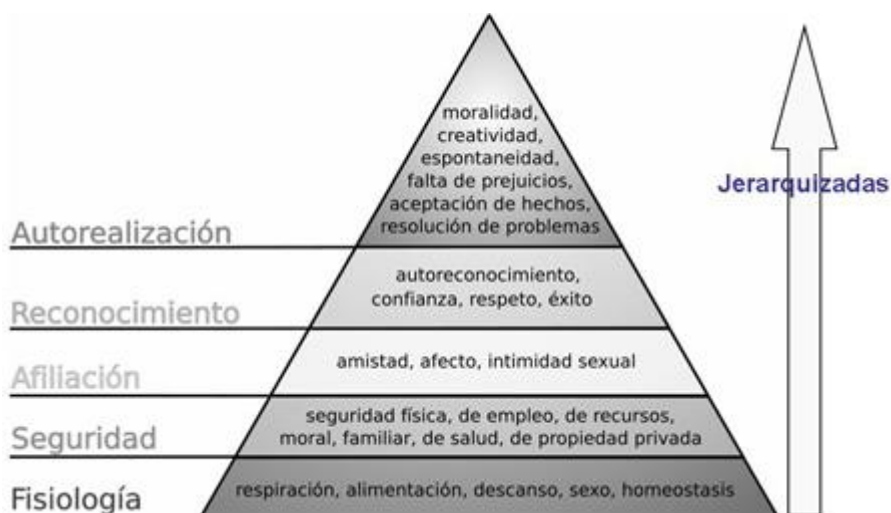 moralidad,
creatividad,
espontaneidad,
falta de prejuicios,
aceptación de hechos,
resolución de problemas
Autorealización
autoreconocimiento,
confianza, respeto, éxito
Reconocimiento
amistad, afecto, intimidad sexual
Afiliación
seguridad física, de empleo, de recursos,
moral, familiar, de salud, de propiedad privada
Seguridad
respiración, alimentación, descanso, sexo, homeostasis
Fisiología
Jerarquizadas